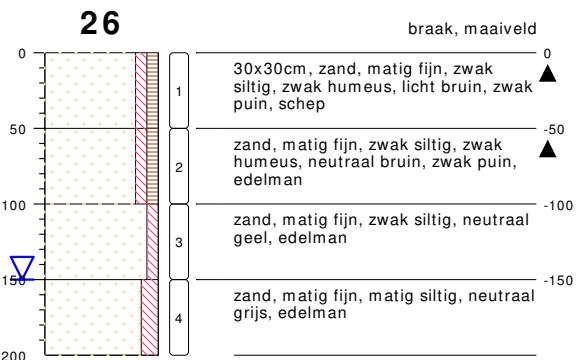 26
braak, maaiveld
0
0
30x30cm, zand, matig fijn, zwak
siltig, zwak humeus, licht bruin, zwak
puin, schep
1
50
-50
zand, matig fijn, zwak siltig, zwak
humeus, neutraal bruin, zwak puin,
edelman
2
100
-100
zand, matig fijn, zwak siltig, neutraal
geel, edelman
3
150
-150
zand, matig fijn, matig siltig, neutraal
grijs, edelman
4
200